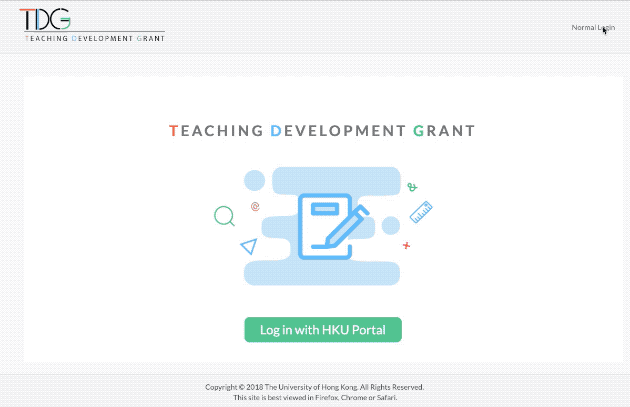 TDG
TEACHING DEVELOPMENT GRANT
Normal Login
TEACHING DEVELOPMENT GRANT
@
&
Log in with HKU Portal
Copyright © 2018 The University of Hong Kong. All Rights Reserved.
This site is best viewed in Firefox, Chrome or Safari.